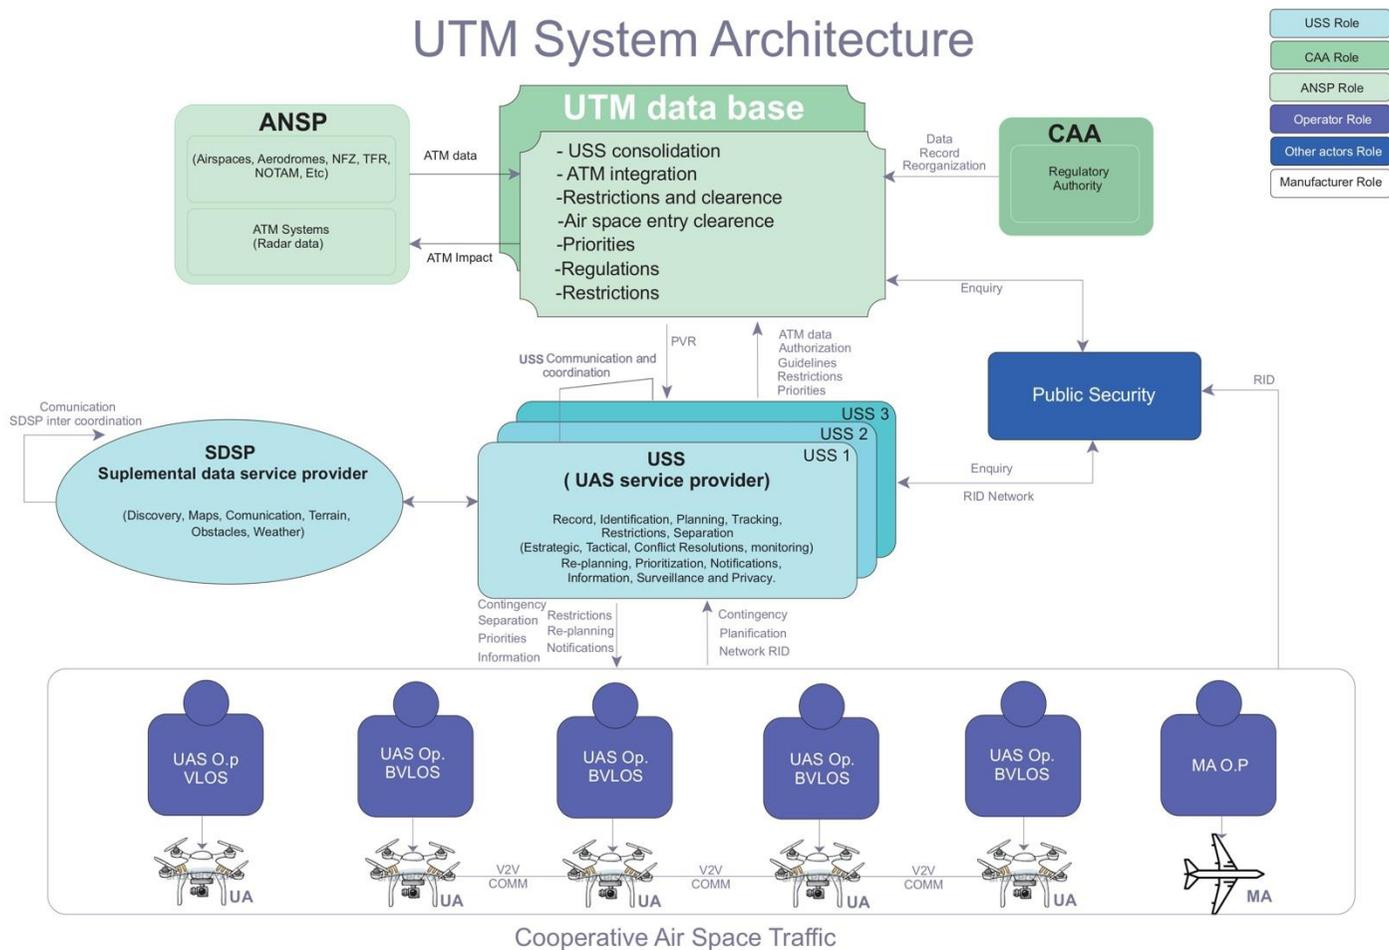 UTM System Architecture
USS Role
CAA Role
ANSP Role
Operator Role
Other actors Role
Manufacturer Role
ANSP
(Airspaces, Aerodromes, NFZ, TFR,
NOTAM, Etc)
ATM Systems
(Radar data)
ATM data
ATM Impact
UTM data base
- USS consolidation
- ATM integration
-Restrictions and clearence
-Air space entry clearence
-Priorities
-Regulations
-Restrictions
Data
Record
Reorganization
CAA
Regulatory
Authority
Enquiry
PVR
ATM data
Authorization
Guidelines
Restrictions
Priorities
USS Communication and
coordination
Public Security
RID
Comunication
SDSP inter coordination
SDSP
Suplemental data service provider
(Discovery, Maps, Comunication, Terrain,
Obstacles, Weather)
USS 3
USS 2
USS 1
USS
( UAS service provider)
Record, Identification, Planning, Tracking,
Restrictions, Separation
(Estrategic, Tactical, Conflict Resolutions, monitoring)
Re-planning, Prioritization, Notifications,
Information, Surveillance and Privacy.
Enquiry
RID Network
Contingency
Separation
Priorities
Information
Restrictions
Re-planning
Notifications
Contingency
Planification
Network RID
UAS O.p
VLOS
UAS Op.
BVLOS
UAS Op.
BVLOS
UAS Op.
BVLOS
UAS Op.
BVLOS
MA O.P
UA
UA
V2V
COMM
UA
V2V
COMM
UA
V2V
COMM
UA
MA
Cooperative Air Space Traffic